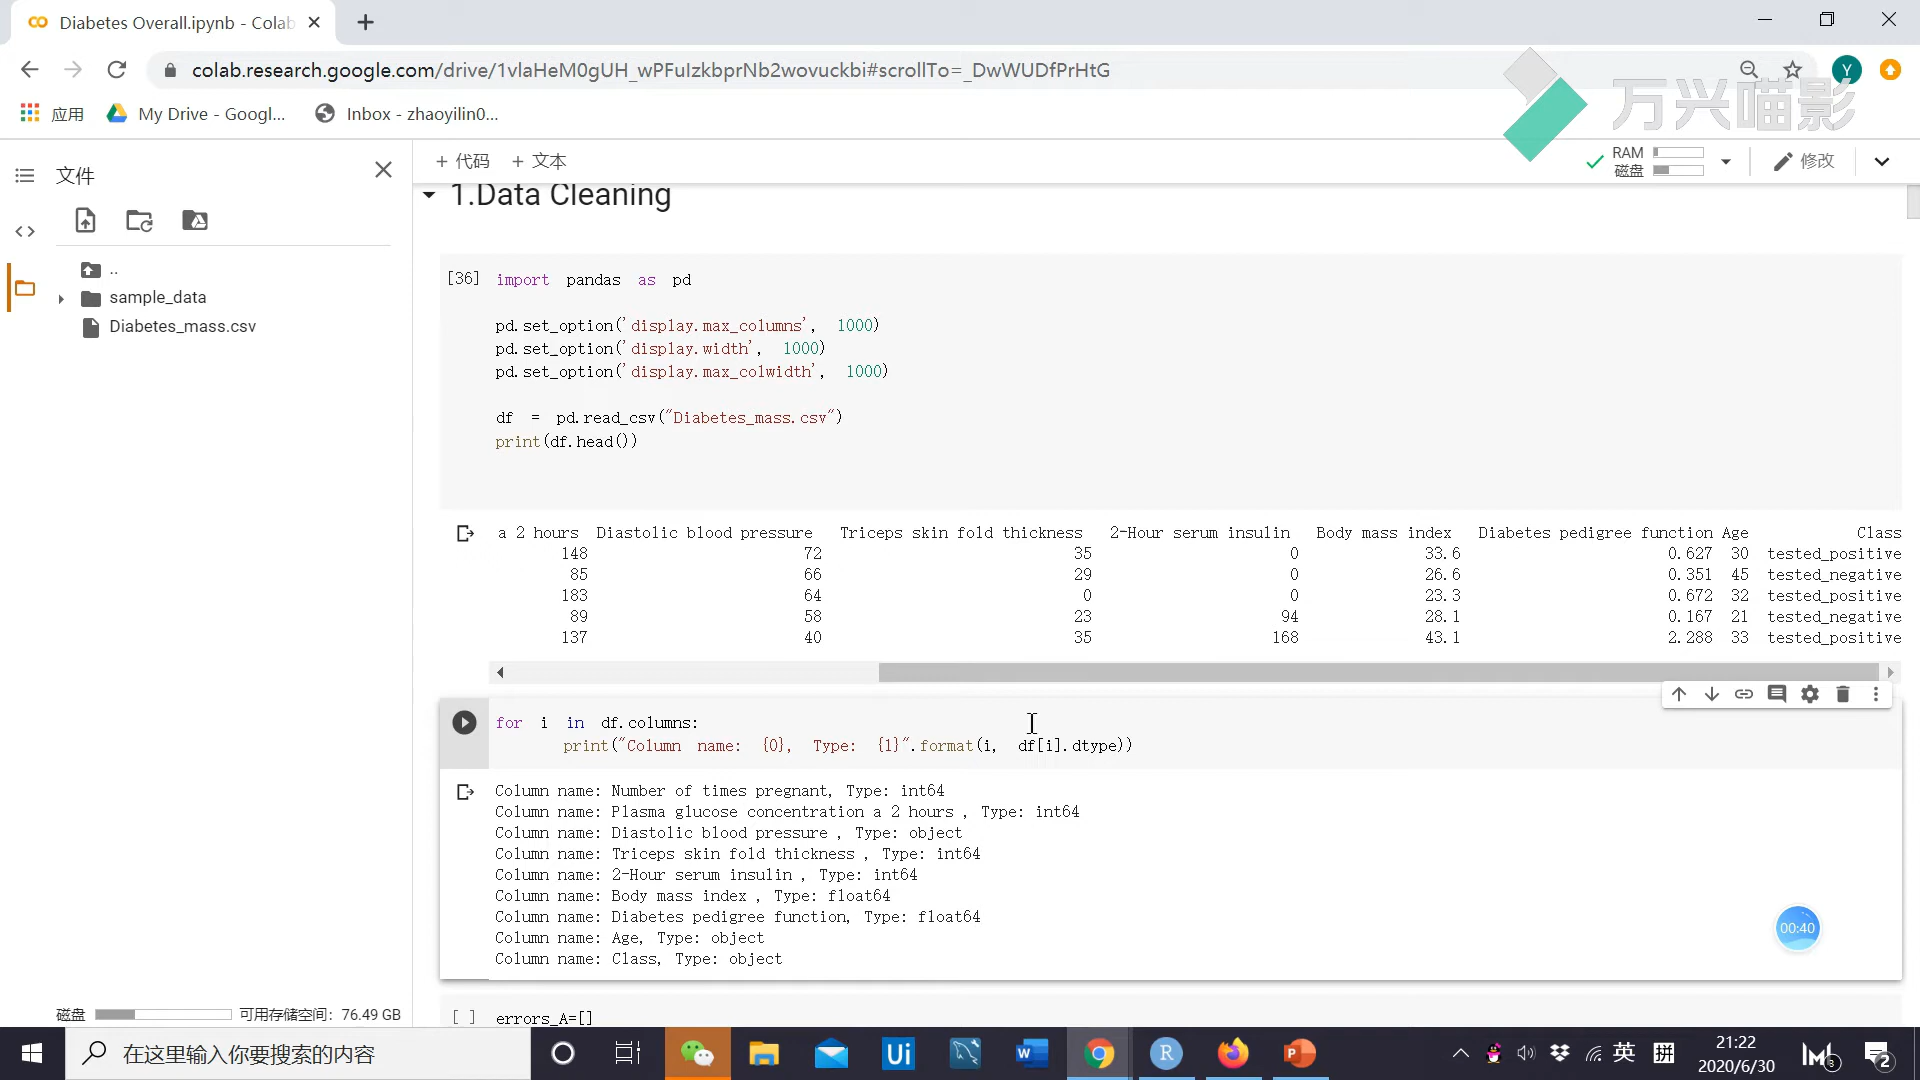 Diabetes Overall.ipynb - Colab
colab.research.google.com/drive/1vlaHeM0gUH_wPFuIzkbprNb2wovuckbi#scrollTo=_DwWUDfPrHtG
Y
应用
My Drive - Googl...
Inbox - zhaoyilin0...
万兴喵影
文件
+ 代码 + 文本
RAM
磁盘
修改
..
sample_data
Diabetes_mass.csv
1.Data Cleaning
[36] import pandas as pd
pd.set_option('display.max_columns', 1000)
pd.set_option('display.width', 1000)
pd.set_option('display.max_colwidth', 1000)
df = pd.read_csv("Diabetes_mass.csv")
print(df.head())
a 2 hours Diastolic blood pressure Triceps skin fold thickness 2-Hour serum insulin Body mass index Diabetes pedigree function Age Class
148 72 35 0 33.6 0.627 30 tested_positive
85 66 29 0 26.6 0.351 45 tested_negative
183 64 0 0 23.3 0.672 32 tested_positive
89 58 23 94 28.1 0.167 21 tested_negative
137 40 35 168 43.1 2.288 33 tested_positive
for i in df.columns:
print("Column name: {0}, Type: {1}".format(i, df[i].dtype))
Column name: Number of times pregnant, Type: int64
Column name: Plasma glucose concentration a 2 hours , Type: int64
Column name: Diastolic blood pressure , Type: object
Column name: Triceps skin fold thickness , Type: int64
Column name: 2-Hour serum insulin , Type: int64
Column name: Body mass index , Type: float64
Column name: Diabetes pedigree function, Type: float64
Column name: Age, Type: object
Column name: Class, Type: object
00:40
[ ] errors_A=[]
磁盘 可用存储空间: 76.49 GB
在这里输入你要搜索的内容
Ui
W
R
P
英
拼
21:22
2020/6/30
3
2